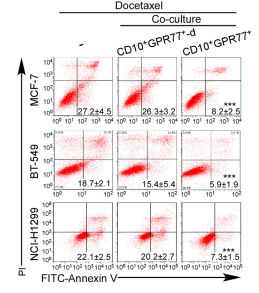 Docetaxel
Co-culture
- CD10⁺GPR77⁺-d CD10⁺GPR77⁺
MCF-7
27.2±4.5 26.3±3.2 8.2±2.5
***
BT-549
18.7±2.1 15.4±5.4 5.9±1.9
***
NCI-H1299
22.1±2.5 20.2±2.7 7.3±1.5
***
PI
FITC-Annexin V